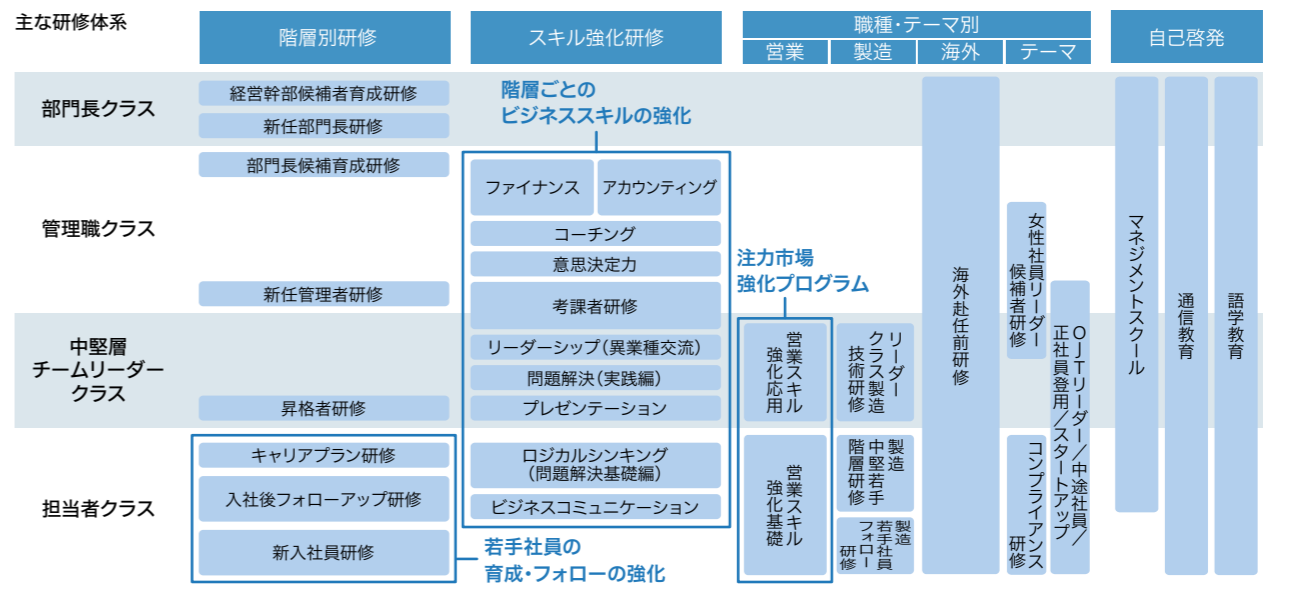 主な研修体系
階層別研修
スキル強化研修
職種・テーマ別
営業
製造
海外
テーマ
自己啓発
部門長クラス
経営幹部候補者育成研修
新任部門長研修
階層ごとの
ビジネススキルの強化
管理職クラス
部門長候補育成研修
新任管理者研修
ファイナンス
アカウンティング
コーチング
意思決定力
考課者研修
注力市場
強化プログラム
中堅層
チームリーダー
クラス
昇格者研修
リーダーシップ(異業種交流)
問題解決(実践編)
プレゼンテーション
営業スキル
強化応用
リーダー
クラス製造
技術研修
担当者クラス
キャリアプラン研修
入社後フォローアップ研修
新入社員研修
ロジカルシンキング
(問題解決基礎編)
ビジネスコミュニケーション
若手社員の
育成・フォローの強化
営業スキル
強化基礎
製造
中堅若手
階層研修
製造
若手社員
フォロー
研修
海外赴任前研修
女性社員リーダー
候補者研修
OJTリーダー/中途社員/
正社員登用/スタートアップ
コンプライアンス
研修
マネジメントスクール
通信教育
語学教育